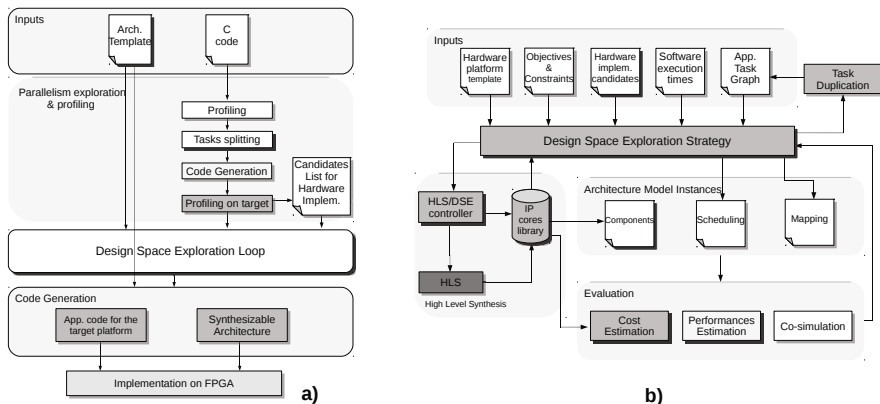 Inputs
Arch.
Template
C
code
Parallelism exploration
& profiling
Profiling
Tasks splitting
Code Generation
Profiling on target
Candidates
List for
Hardware
Implem.
Design Space Exploration Loop
Code Generation
App. code for the
target platform
Synthesizable
Architecture
Implementation on FPGA
a)
Inputs
Hardware
platform
template
Objectives
&
Constraints
Hardware
implem.
candidates
Software
execution
times
App.
Task
Graph
Task
Duplication
Design Space Exploration Strategy
HLS/DSE
controller
IP
cores
library
HLS
High Level Synthesis
Architecture Model Instances
Components
Scheduling
Mapping
Evaluation
Cost
Estimation
Performances
Estimation
Co-simulation
b)